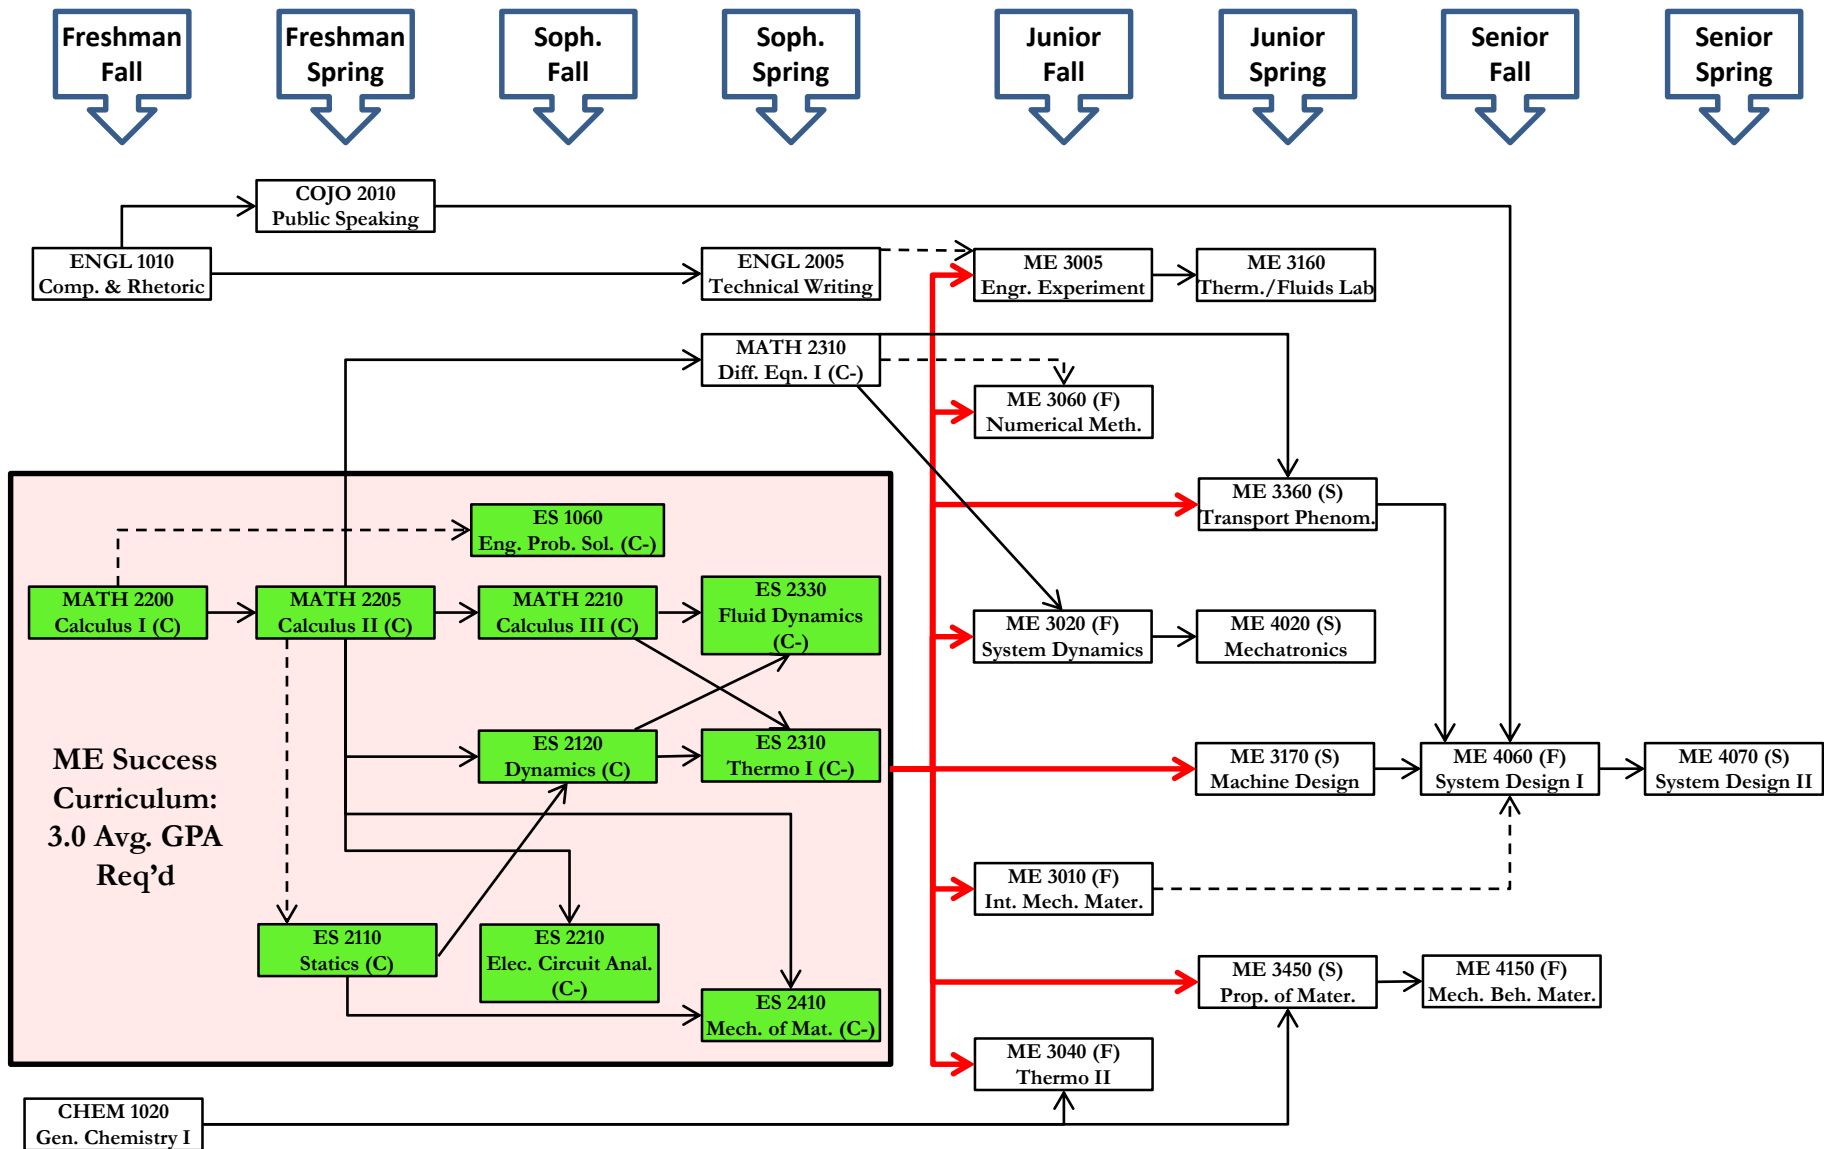 Freshman
Fall
Freshman
Spring
Soph.
Fall
Soph.
Spring
Junior
Fall
Junior
Spring
Senior
Fall
Senior
Spring
COJO 2010
Public Speaking
ENGL 1010
Comp. & Rhetoric
ENGL 2005
Technical Writing
ME 3005
Engr. Experiment
ME 3160
Therm./Fluids Lab
MATH 2310
Diff. Eqn. I (C-)
ME 3060 (F)
Numerical Meth.
ME 3360 (S)
Transport Phenom.
ES 1060
Eng. Prob. Sol. (C-)
MATH 2200
Calculus I (C)
MATH 2205
Calculus II (C)
MATH 2210
Calculus III (C)
ES 2330
Fluid Dynamics
(C-)
ME 3020 (F)
System Dynamics
ME 4020 (S)
Mechatronics
ME Success
Curriculum:
3.0 Avg. GPA
Req'd
ES 2120
Dynamics (C)
ES 2310
Thermo I (C-)
ME 3170 (S)
Machine Design
ME 4060 (F)
System Design I
ME 4070 (S)
System Design II
ME 3010 (F)
Int. Mech. Mater.
ES 2110
Statics (C)
ES 2210
Elec. Circuit Anal.
(C-)
ES 2410
Mech. of Mat. (C-)
ME 3450 (S)
Prop. of Mater.
ME 4150 (F)
Mech. Beh. Mater.
ME 3040 (F)
Thermo II
CHEM 1020
Gen. Chemistry I